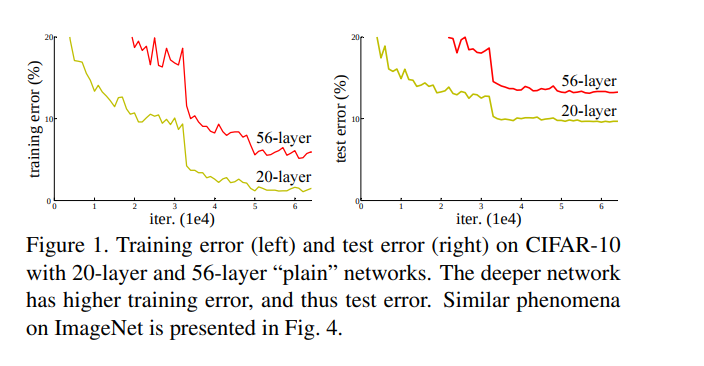 20
10
0
training error (%)
56-layer
20-layer
0 1 2 3 4 5 6
iter. (1e4)
20
10
0
test error (%)
56-layer
20-layer
0 1 2 3 4 5 6
iter. (1e4)
Figure 1. Training error (left) and test error (right) on CIFAR-10
with 20-layer and 56-layer “plain” networks. The deeper network
has higher training error, and thus test error. Similar phenomena
on ImageNet is presented in Fig. 4.